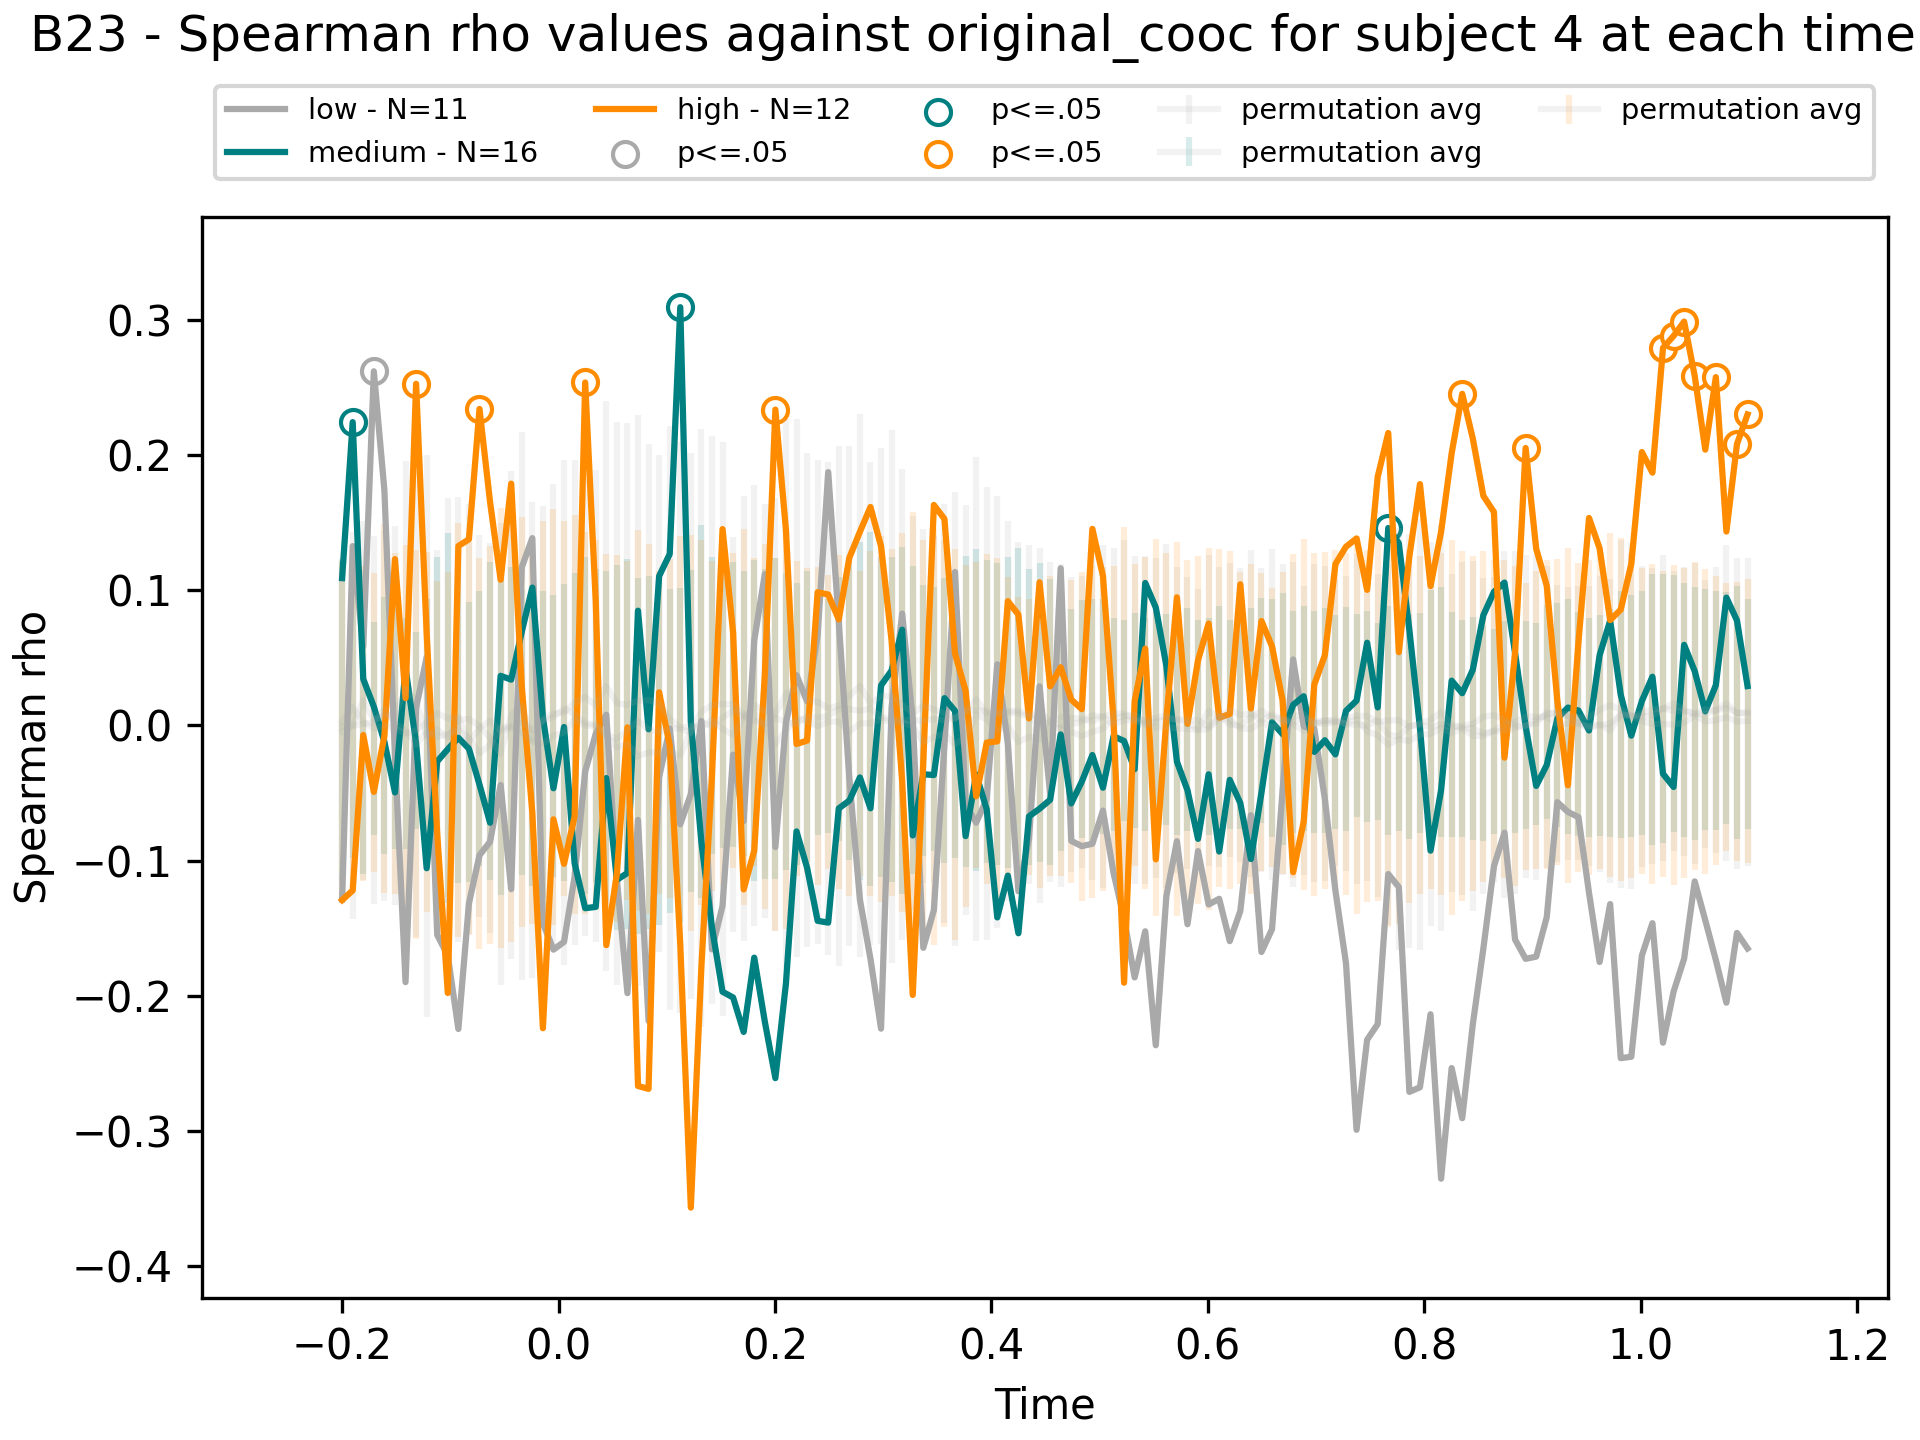 B23 - Spearman rho values against original_cooc for subject 4 at each time
low - N=11
medium - N=16
high - N=12
p<=.05
p<=.05
p<=.05
permutation avg
permutation avg
permutation avg
Spearman rho
0.3
0.2
0.1
0.0
−0.1
−0.2
−0.3
−0.4
−0.2 0.0 0.2 0.4 0.6 0.8 1.0 1.2
Time